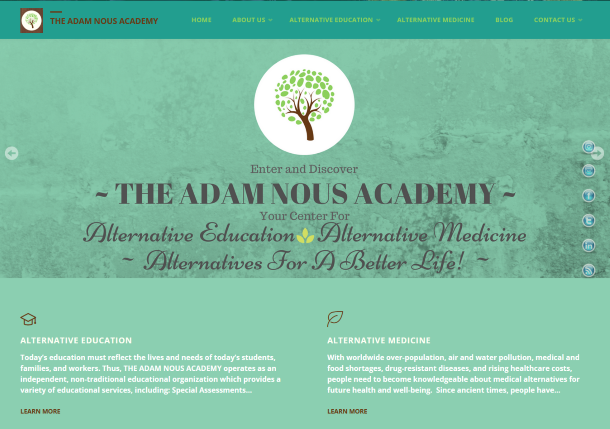 THE ADAM NOUS ACADEMY
HOME ABOUT US ALTERNATIVE EDUCATION ALTERNATIVE MEDICINE BLOG CONTACT US
Enter and Discover
~ THE ADAM NOUS ACADEMY ~
Your Center For
Alternative Education Alternative Medicine
~ Alternatives For A Better Life! ~
ALTERNATIVE EDUCATION
Today's education must reflect the lives and needs of today's students,
families, and workers. Thus, THE ADAM NOUS ACADEMY operates as an
independent, non-traditional educational organization which provides a
variety of educational services, including: Special Assessments...
LEARN MORE
ALTERNATIVE MEDICINE
With worldwide over-population, air and water pollution, medical and
food shortages, drug-resistant diseases, and rising healthcare costs,
people need to become knowledgeable about medical alternatives for
future health and well-being. Since ancient times, people have...
LEARN MORE